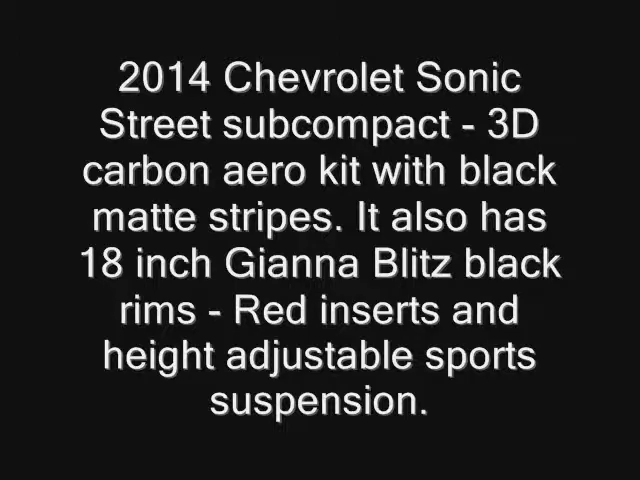 2014 Chevrolet Sonic
Street subcompact - 3D
carbon aero kit with black
matte stripes. It also has
18 inch Gianna Blitz black
rims - Red inserts and
height adjustable sports
suspension.